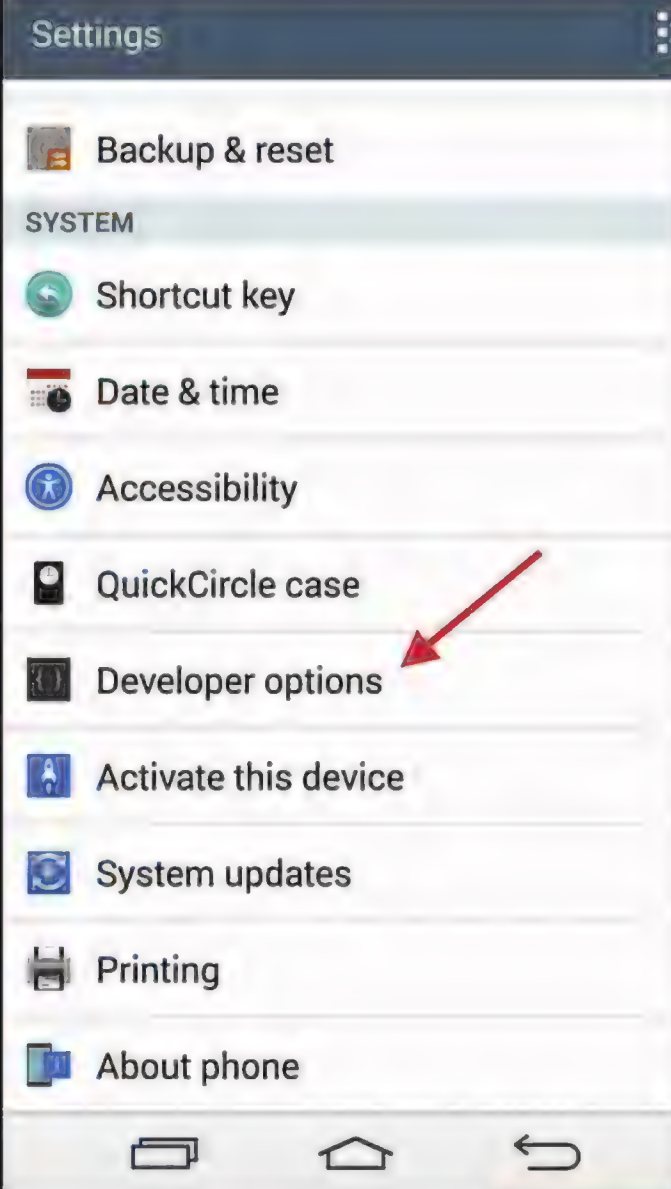 Settings
Backup & reset
SYSTEM
Shortcut key
Date & time
Accessibility
QuickCircle case
Developer options
Activate this device
System updates
Printing
About phone